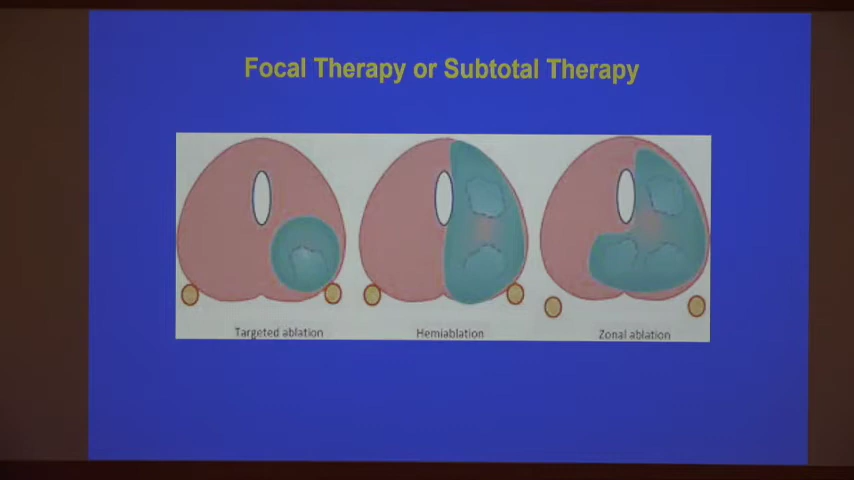 Focal Therapy or Subtotal Therapy
Targeted ablation
Hemiablation
Zonal ablation